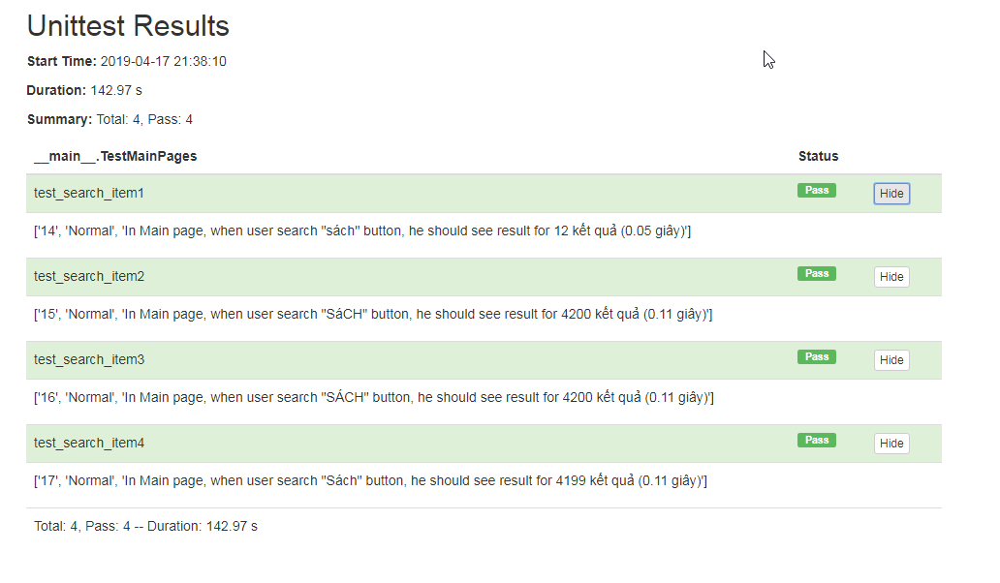 Unittest Results
Start Time: 2019-04-17 21:38:10
Duration: 142.97 s
Summary: Total: 4, Pass: 4
__main__.TestMainPages Status
test_search_item1 Pass Hide
['14', 'Normal', 'In Main page, when user search "sách" button, he should see result for 12 kết quả (0.05 giây)']
test_search_item2 Pass Hide
['15', 'Normal', 'In Main page, when user search "SáCH" button, he should see result for 4200 kết quả (0.11 giây)']
test_search_item3 Pass Hide
['16', 'Normal', 'In Main page, when user search "SÁCH" button, he should see result for 4200 kết quả (0.11 giây)']
test_search_item4 Pass Hide
['17', 'Normal', 'In Main page, when user search "Sách" button, he should see result for 4199 kết quả (0.11 giây)']
Total: 4, Pass: 4 -- Duration: 142.97 s